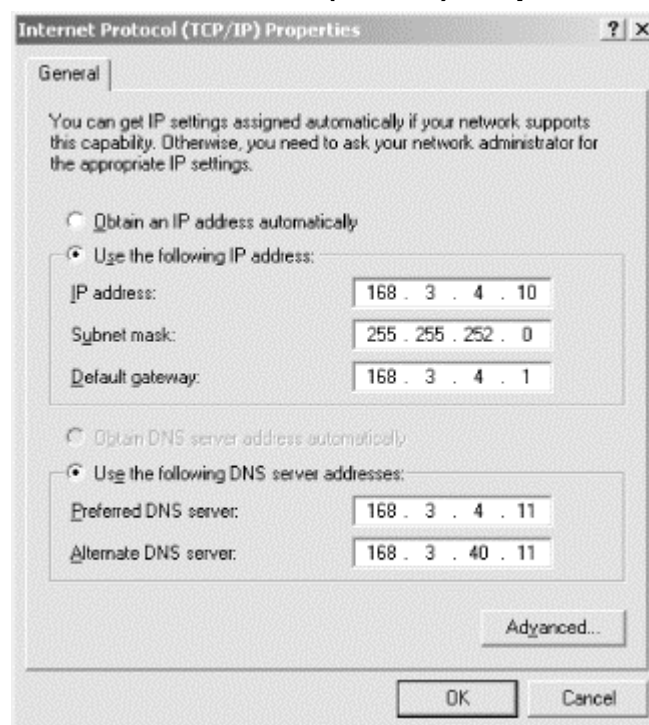 Internet Protocol (TCP/IP) Properties ? X
General
You can get IP settings assigned automatically if your network supports
this capability. Otherwise, you need to ask your network administrator for
the appropriate IP settings.
Obtain an IP address automatically
Use the following IP address:
IP address: 168 . 3 . 4 . 10
Subnet mask: 255 . 255 . 252 . 0
Default gateway: 168 . 3 . 4 . 1
Obtain DNS server address automatically
Use the following DNS server addresses:
Preferred DNS server: 168 . 3 . 4 . 11
Alternate DNS server: 168 . 3 . 40 . 11
Advanced...
OK Cancel